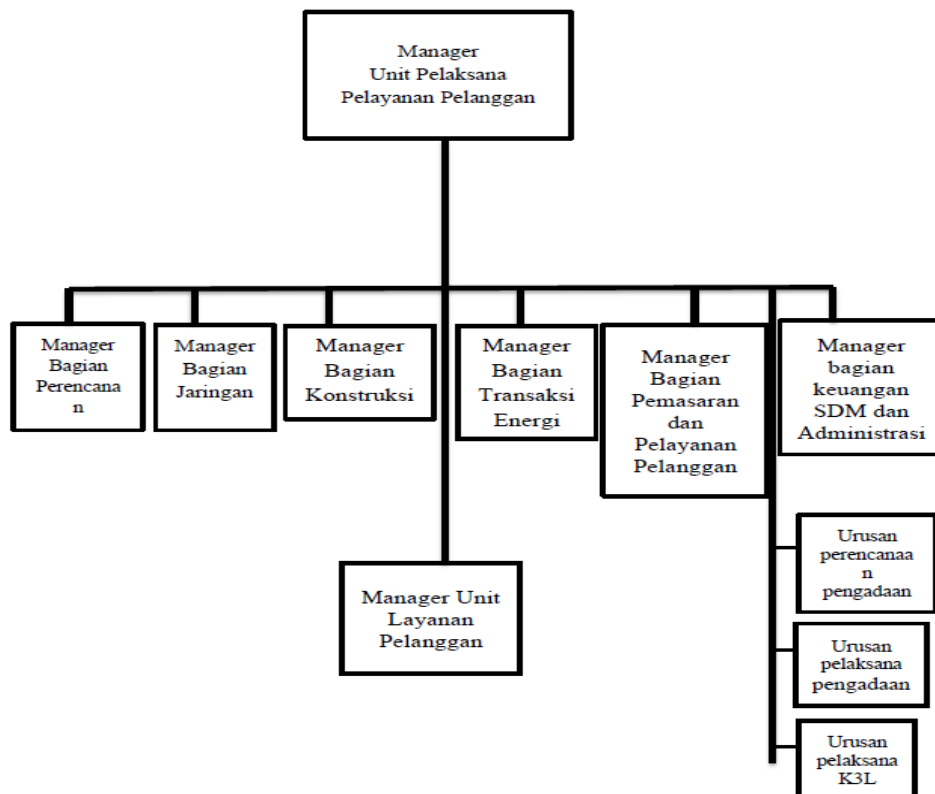 Manager
Unit Pelaksana
Pelayanan Pelanggan
Manager
Bagian
Perencana
n
Manager
Bagian
Jaringan
Manager
Bagian
Konstruksi
Manager
Bagian
Transaksi
Energi
Manager
Bagian
Pemasaran
dan
Pelayanan
Pelanggan
Manager
bagian
keuangan
SDM dan
Administrasi
Manager Unit
Layanan
Pelanggan
Urusan
perencanaa
n
pengadaan
Urusan
pelaksana
pengadaan
Urusan
pelaksana
K3L